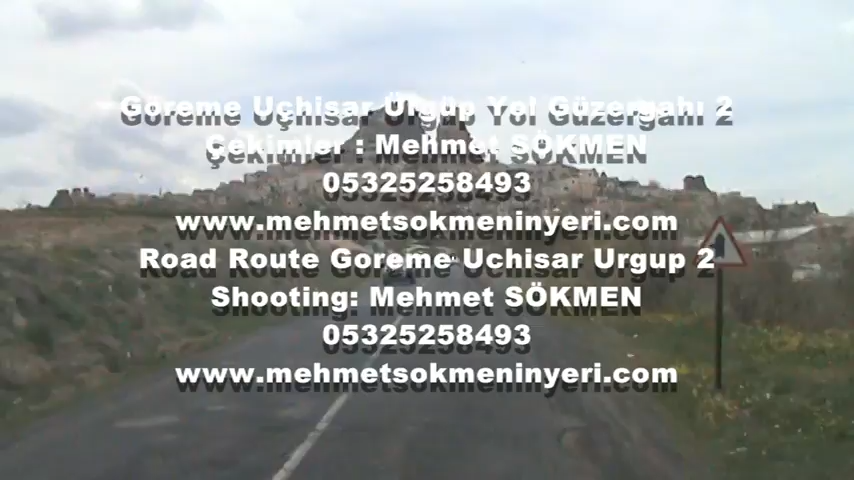 Göreme Uçhisar Ürgüp Yol Güzergahı 2
Çekimler : Mehmet SÖKMEN
05325258493
www.mehmetsokmeninyeri.com
Road Route Goreme Uchisar Urgup 2
Shooting: Mehmet SÖKMEN
05325258493
www.mehmetsokmeninyeri.com